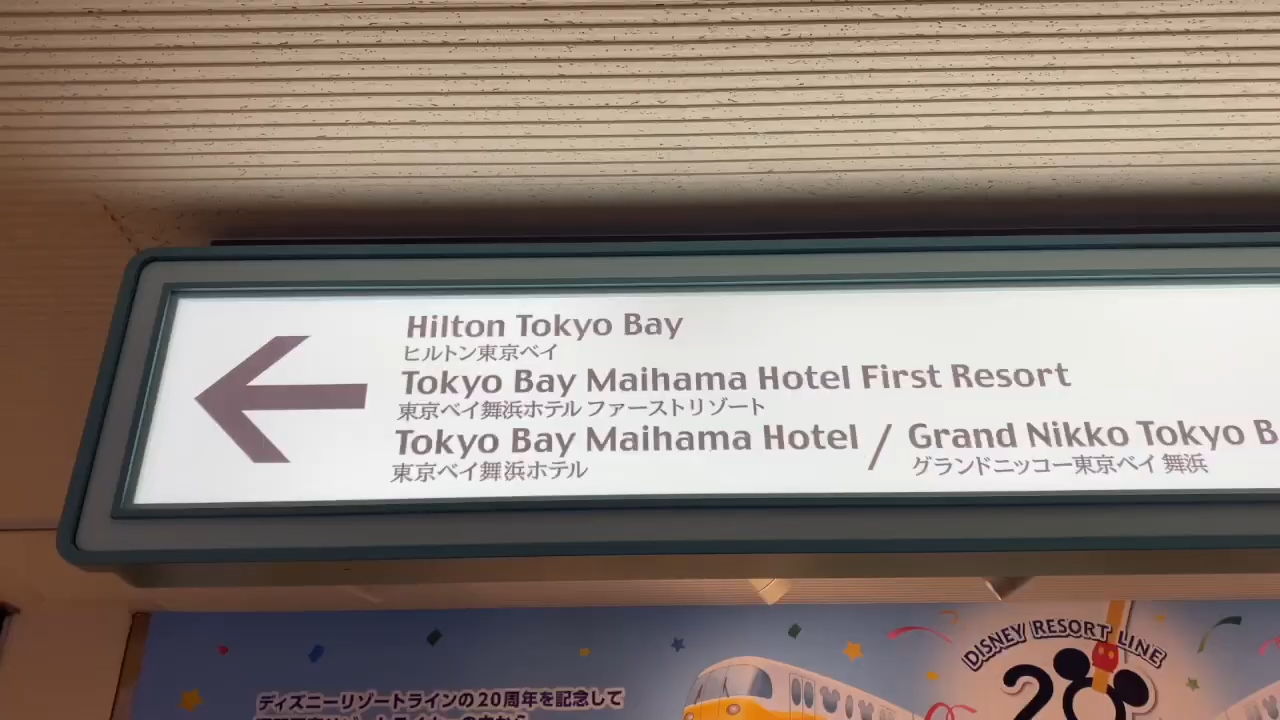 Hilton Tokyo Bay
ヒルトン東京ベイ
Tokyo Bay Maihama Hotel First Resort
東京ベイ舞浜ホテル ファーストリゾート
Tokyo Bay Maihama Hotel / Grand Nikko Tokyo B
東京ベイ舞浜ホテル グランドニッコー東京ベイ 舞浜
DISNEY RESORT LINE
20
ディズニーリゾートラインの20周年を記念して